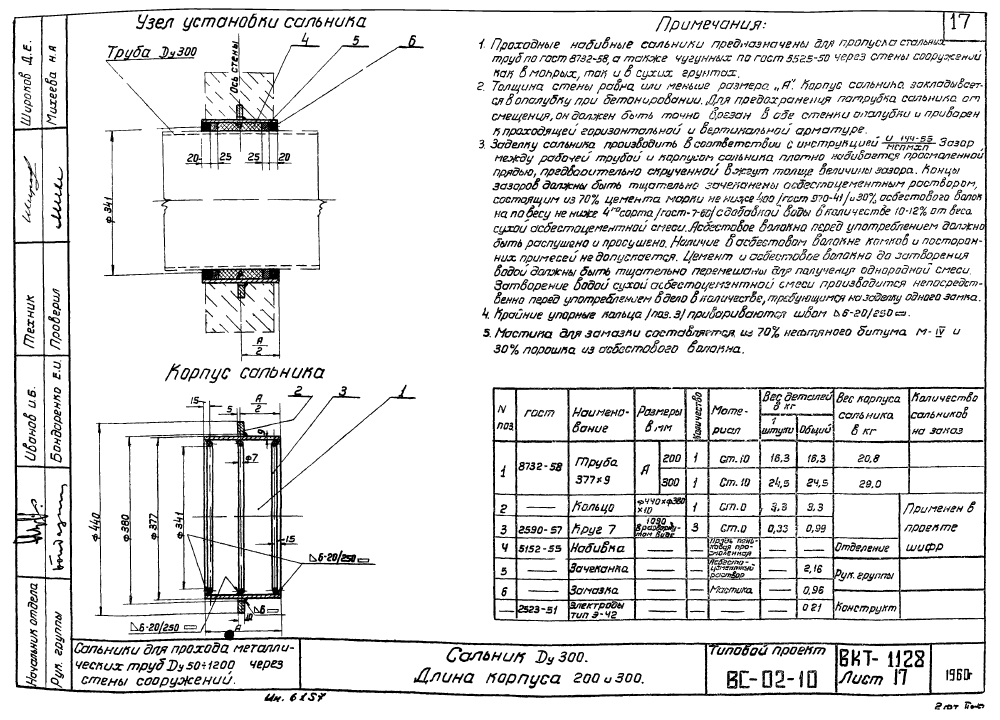 Узел установки сальника
Труба Dу300
4 5 6
Ось стены
20 25 25 20
ф341
А/2
Корпус сальника
2 3 1
15 5 А/2
9
ф7
ф440
ф380
ф377
ф341
15
6-20/250
6
6-20/250
А
Примечания:
17
1. Проходные набивные сальники предназначены для пропуска стальных
труб по гост 8732-58, а также чугунных по гост 5525-50 через стены сооружений
как в мокрых, так и в сухих грунтах.
2. Толщина стены равна или меньше размера „А". Корпус сальника закладывает-
ся в опалубку при бетонировании. Для предохранения патрубка сальника от
смещения, он должен быть точно врезан в обе стенки опалубки и приварен
к проходящей горизонтальной и вертикальной арматуре.
3. Заделку сальника производить в соответствии с инструкцией И 144-55 / МСПМХП Зазор
между рабочей трубой и корпусом сальника плотно набивается просмоленной
прядью, предварительно скрученной в жгут толще величины зазора. Концы
зазоров должны быть тщательно зачеканены асбестоцементным раствором,
состоящим из 70% цемента марки не ниже 400 /гост 970-41/ и 30% асбестового волок
на по весу не ниже 4го сорта /гост-7-60/ с добавкой воды в количестве 10-12% от веса
сухой асбестоцементной смеси. Асбестовое волокно перед употреблением должно
быть распушено и просушено. Наличие в асбестовом волокне комков и посторон-
них примесей не допускается. Цемент и асбестовое волокно до затворения
водой должны быть тщательно перемешаны для получения однородной смеси.
Затворение водой сухой асбестоцементной смеси производится непосредст-
венно перед употреблением в дело в количестве, требующимся на заделку одного замка.
4. Крайние упорные кольца /поз. 3/ привариваются швом 6-20/250
5. Мастика для замазки составляется из 70% нефтяного битума М-IV и
30% порошка из асбестового волокна.
N поз. гост Наимено-вание Размеры в мм Количество Мате-риал Вес деталей в кг 1 штуки Общий Вес корпуса сальника в кг Количество сальников на заказ
1 8732-58 Труба 377×9 А 200 1 Ст. 10 16,3 16,3 20,8
300 1 Ст. 10 24,5 24,5 29,0
2 — Кольцо ф440×ф380 ×10 1 Ст. 0 3,3 3,3 Применен в
3 2590-57 Круг 7 1090 в развернутом виде 3 Ст. 0 0,33 0,99 проекте
4 5152-55 Набивка — — Прядь пеньковая просмоленная — — Отделение шифр
5 — Зачеканка — — Асбестоцементный раствор — 2,16 Рук. группы
6 — Замазка — — Мастика — 0,96
— 2523-51 Электроды тип Э-42 — — — — 0,21 Конструкт
Сальники для прохода металли-
ческих труб Dу 50÷1200 через
стены сооружений.
Сальник Dу 300.
Длина корпуса 200 и 300.
Типовой проект
ВС-02-10
ВКТ-1128
Лист 17
1960г
Ин. 6157
Начальник отдела Иванов И.Б. Техник Широков Д.Е.
Рук. группы Бондаренко Е.И. Проверил Михеева Н.А